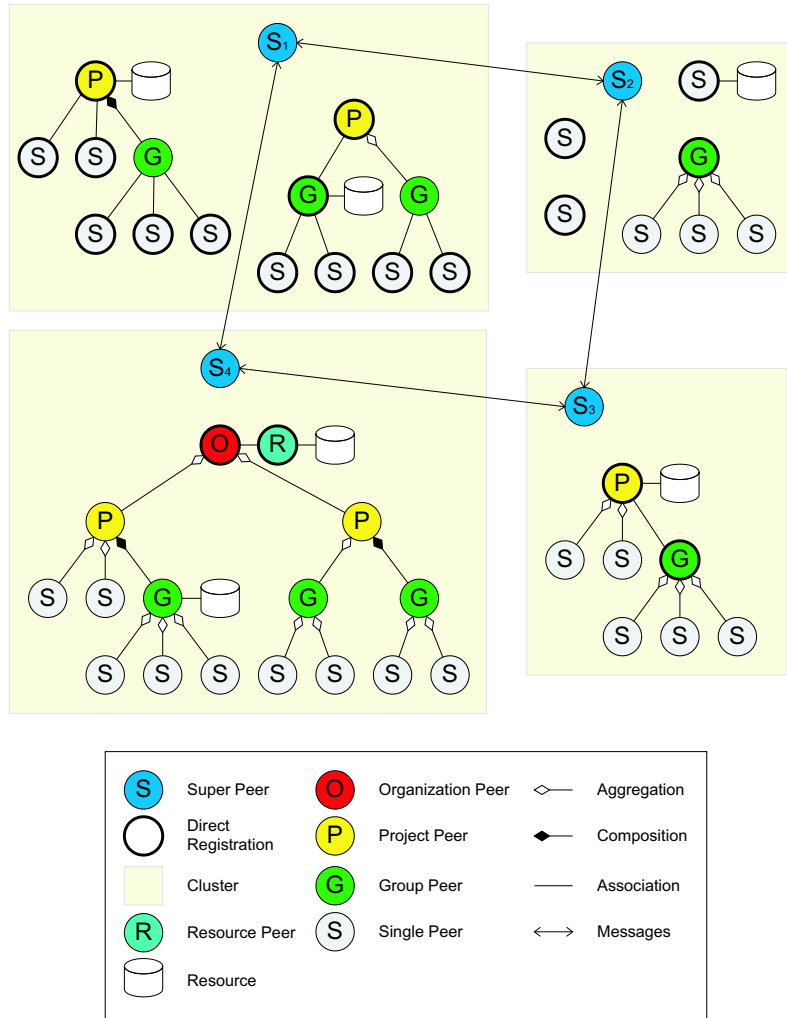 S1
P
S2
S
P
S
S
S
G
G
G
G
S
S
S
S
S
S
S
S
S
S
S
S
S4
S3
O
R
P
P
P
S
S
G
S
S
G
G
G
S
S
S
S
S
S
S
S
S
S
S Super Peer
O Organization Peer
Aggregation
Direct
Registration
P Project Peer
Composition
Cluster
G Group Peer
Association
R Resource Peer
S Single Peer
Messages
Resource